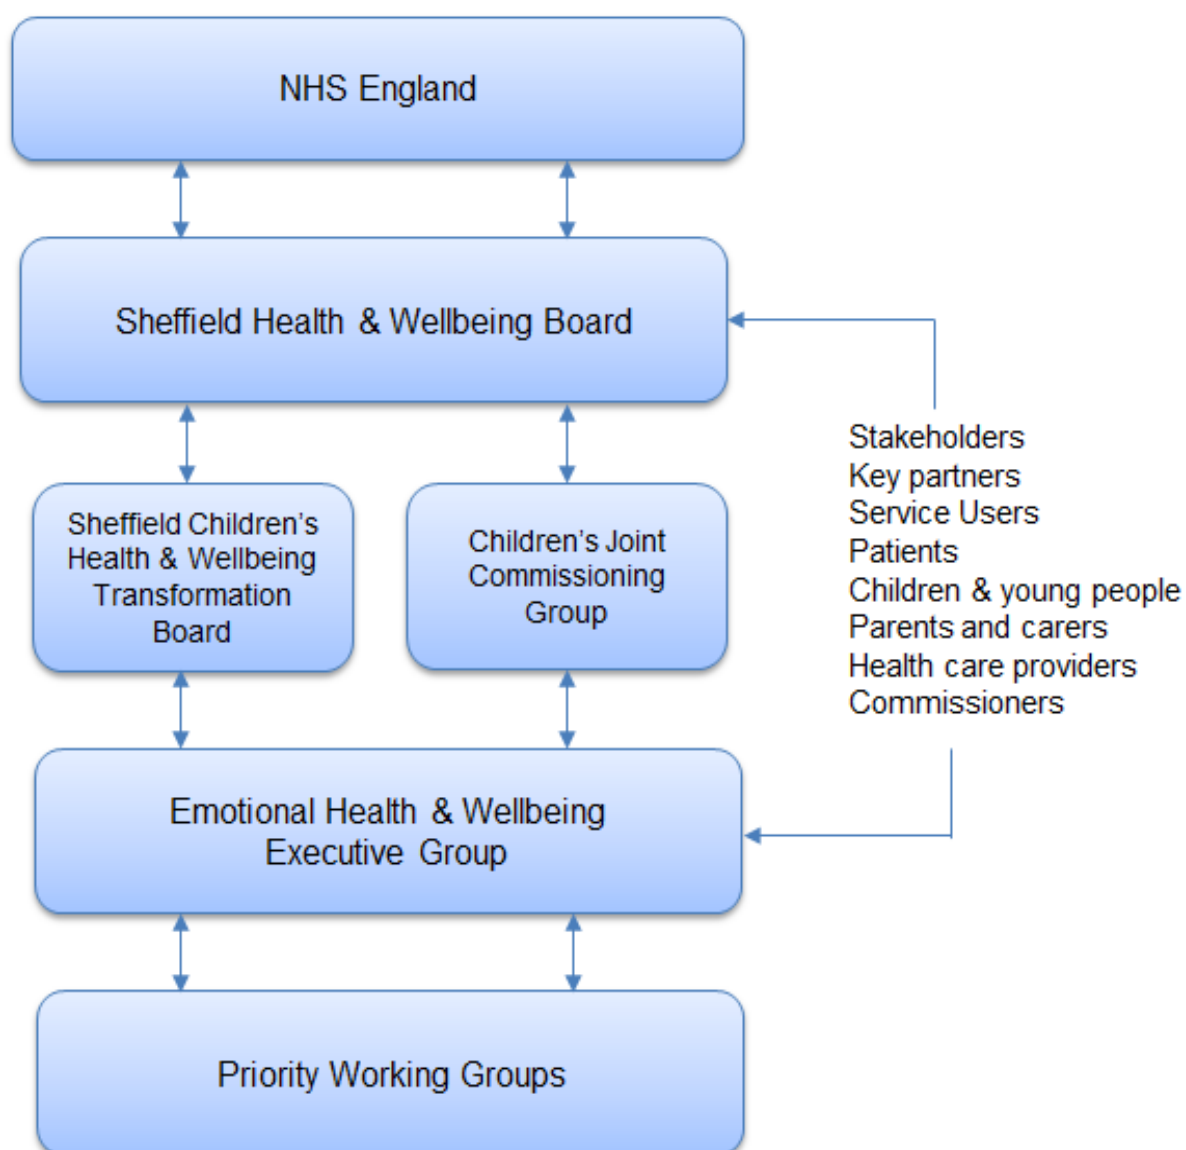 NHS England
Sheffield Health & Wellbeing Board
Sheffield Children’s
Health & Wellbeing
Transformation
Board
Children’s Joint
Commissioning
Group
Stakeholders
Key partners
Service Users
Patients
Children & young people
Parents and carers
Health care providers
Commissioners
Emotional Health & Wellbeing
Executive Group
Priority Working Groups